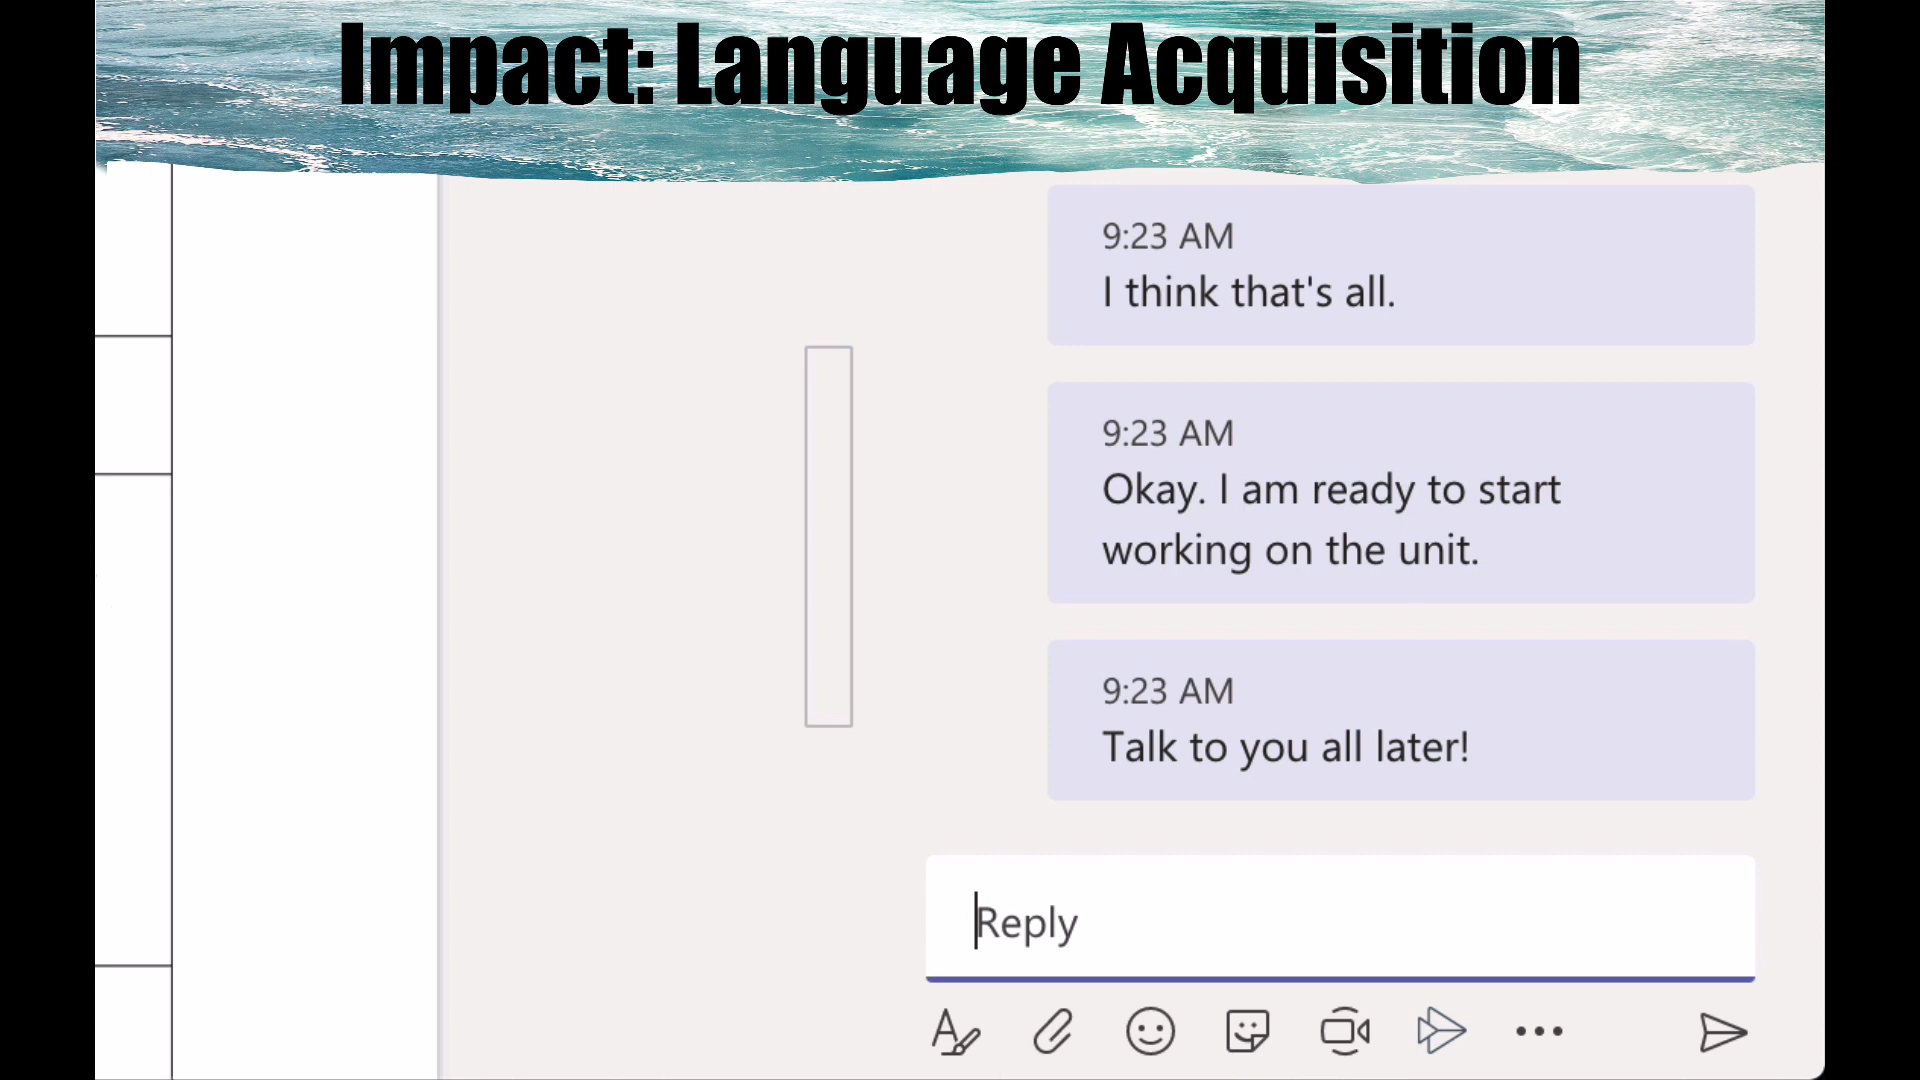 Impact: Language Acquisition
9:23 AM
I think that's all.
9:23 AM
Okay. I am ready to start
working on the unit.
9:23 AM
Talk to you all later!
Reply